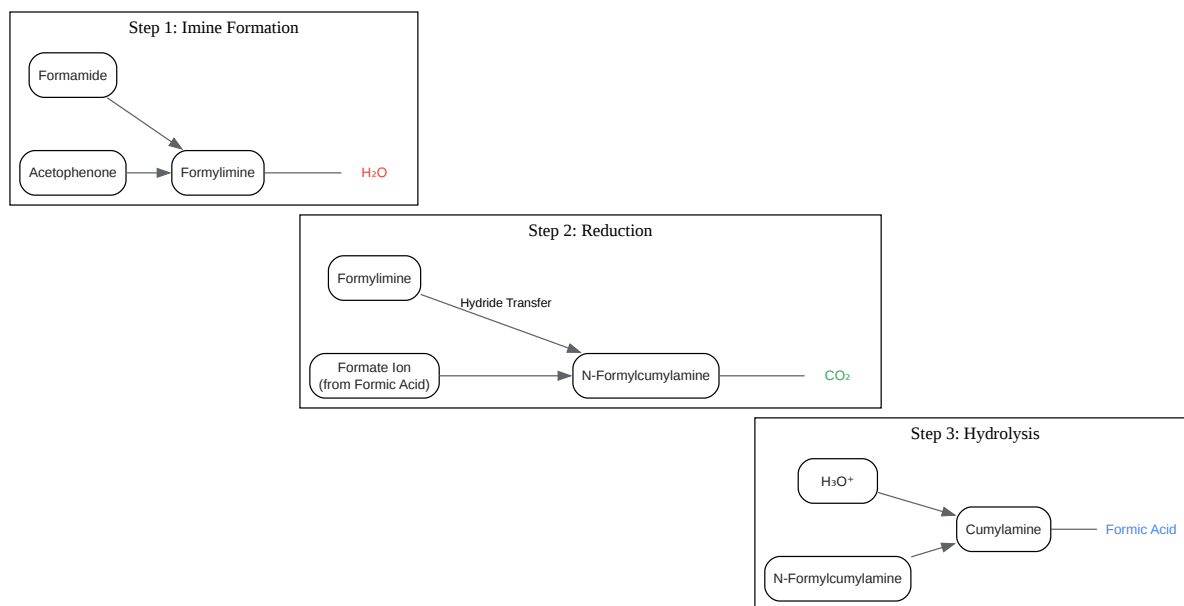 Step 1: Imine Formation
Formamide
Acetophenone
Formylimine
H₂O
Step 2: Reduction
Formylimine
Hydride Transfer
Formate Ion
(from Formic Acid)
N-Formylcumylamine
CO₂
Step 3: Hydrolysis
H₃O⁺
Cumylamine
Formic Acid
N-Formylcumylamine